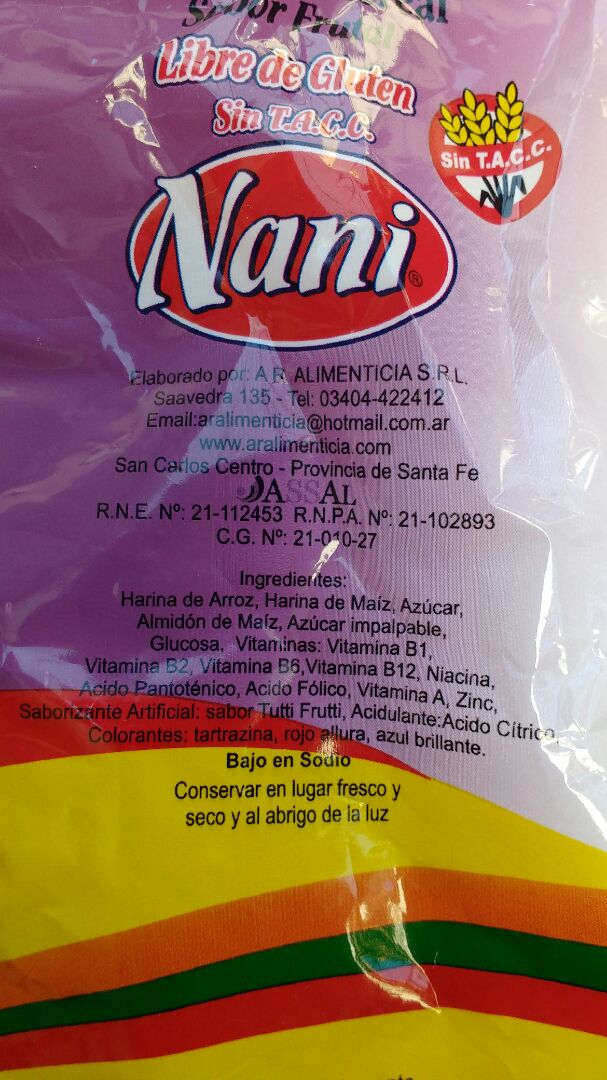 Sabor Frutal
Libre de Gluten
Sin T.A.C.C.
Sin T.A.C.C.
Nani®
Elaborado por: A.R. ALIMENTICIA S.R.L.
Saavedra 135 - Tel: 03404-422412
Email:aralimenticia@hotmail.com.ar
www.aralimenticia.com
San Carlos Centro - Provincia de Santa Fe
ASSAL
R.N.E. Nº: 21-112453 R.N.P.A. Nº: 21-102893
C.G. Nº: 21-010-27
Ingredientes:
Harina de Arroz, Harina de Maíz, Azúcar,
Almidón de Maíz, Azúcar impalpable,
Glucosa, Vitaminas: Vitamina B1,
Vitamina B2, Vitamina B6,Vitamina B12, Niacina,
Acido Pantoténico, Acido Fólico, Vitamina A, Zinc,
Saborizante Artificial: sabor Tutti Frutti, Acidulante:Acido Cítrico,
Colorantes: tartrazina, rojo allura, azul brillante.
Bajo en Sodio
Conservar en lugar fresco y
seco y al abrigo de la luz